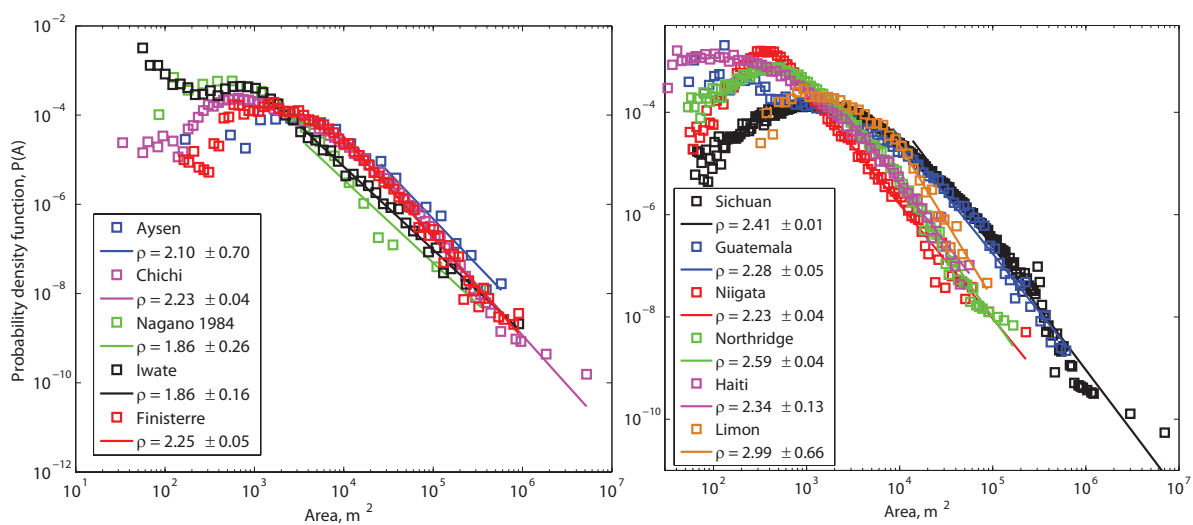 Probability density function, P(A)
10^-2
10^-4
10^-6
10^-8
10^-10
10^-12
Aysen
ρ = 2.10 ± 0.70
Chichi
ρ = 2.23 ± 0.04
Nagano 1984
ρ = 1.86 ± 0.26
Iwate
ρ = 1.86 ± 0.16
Finisterre
ρ = 2.25 ± 0.05
10^1 10^2 10^3 10^4 10^5 10^6 10^7
Area, m^2
10^-4
10^-6
10^-8
10^-10
Sichuan
ρ = 2.41 ± 0.01
Guatemala
ρ = 2.28 ± 0.05
Niigata
ρ = 2.23 ± 0.04
Northridge
ρ = 2.59 ± 0.04
Haiti
ρ = 2.34 ± 0.13
Limon
ρ = 2.99 ± 0.66
10^2 10^3 10^4 10^5 10^6 10^7
Area, m^2